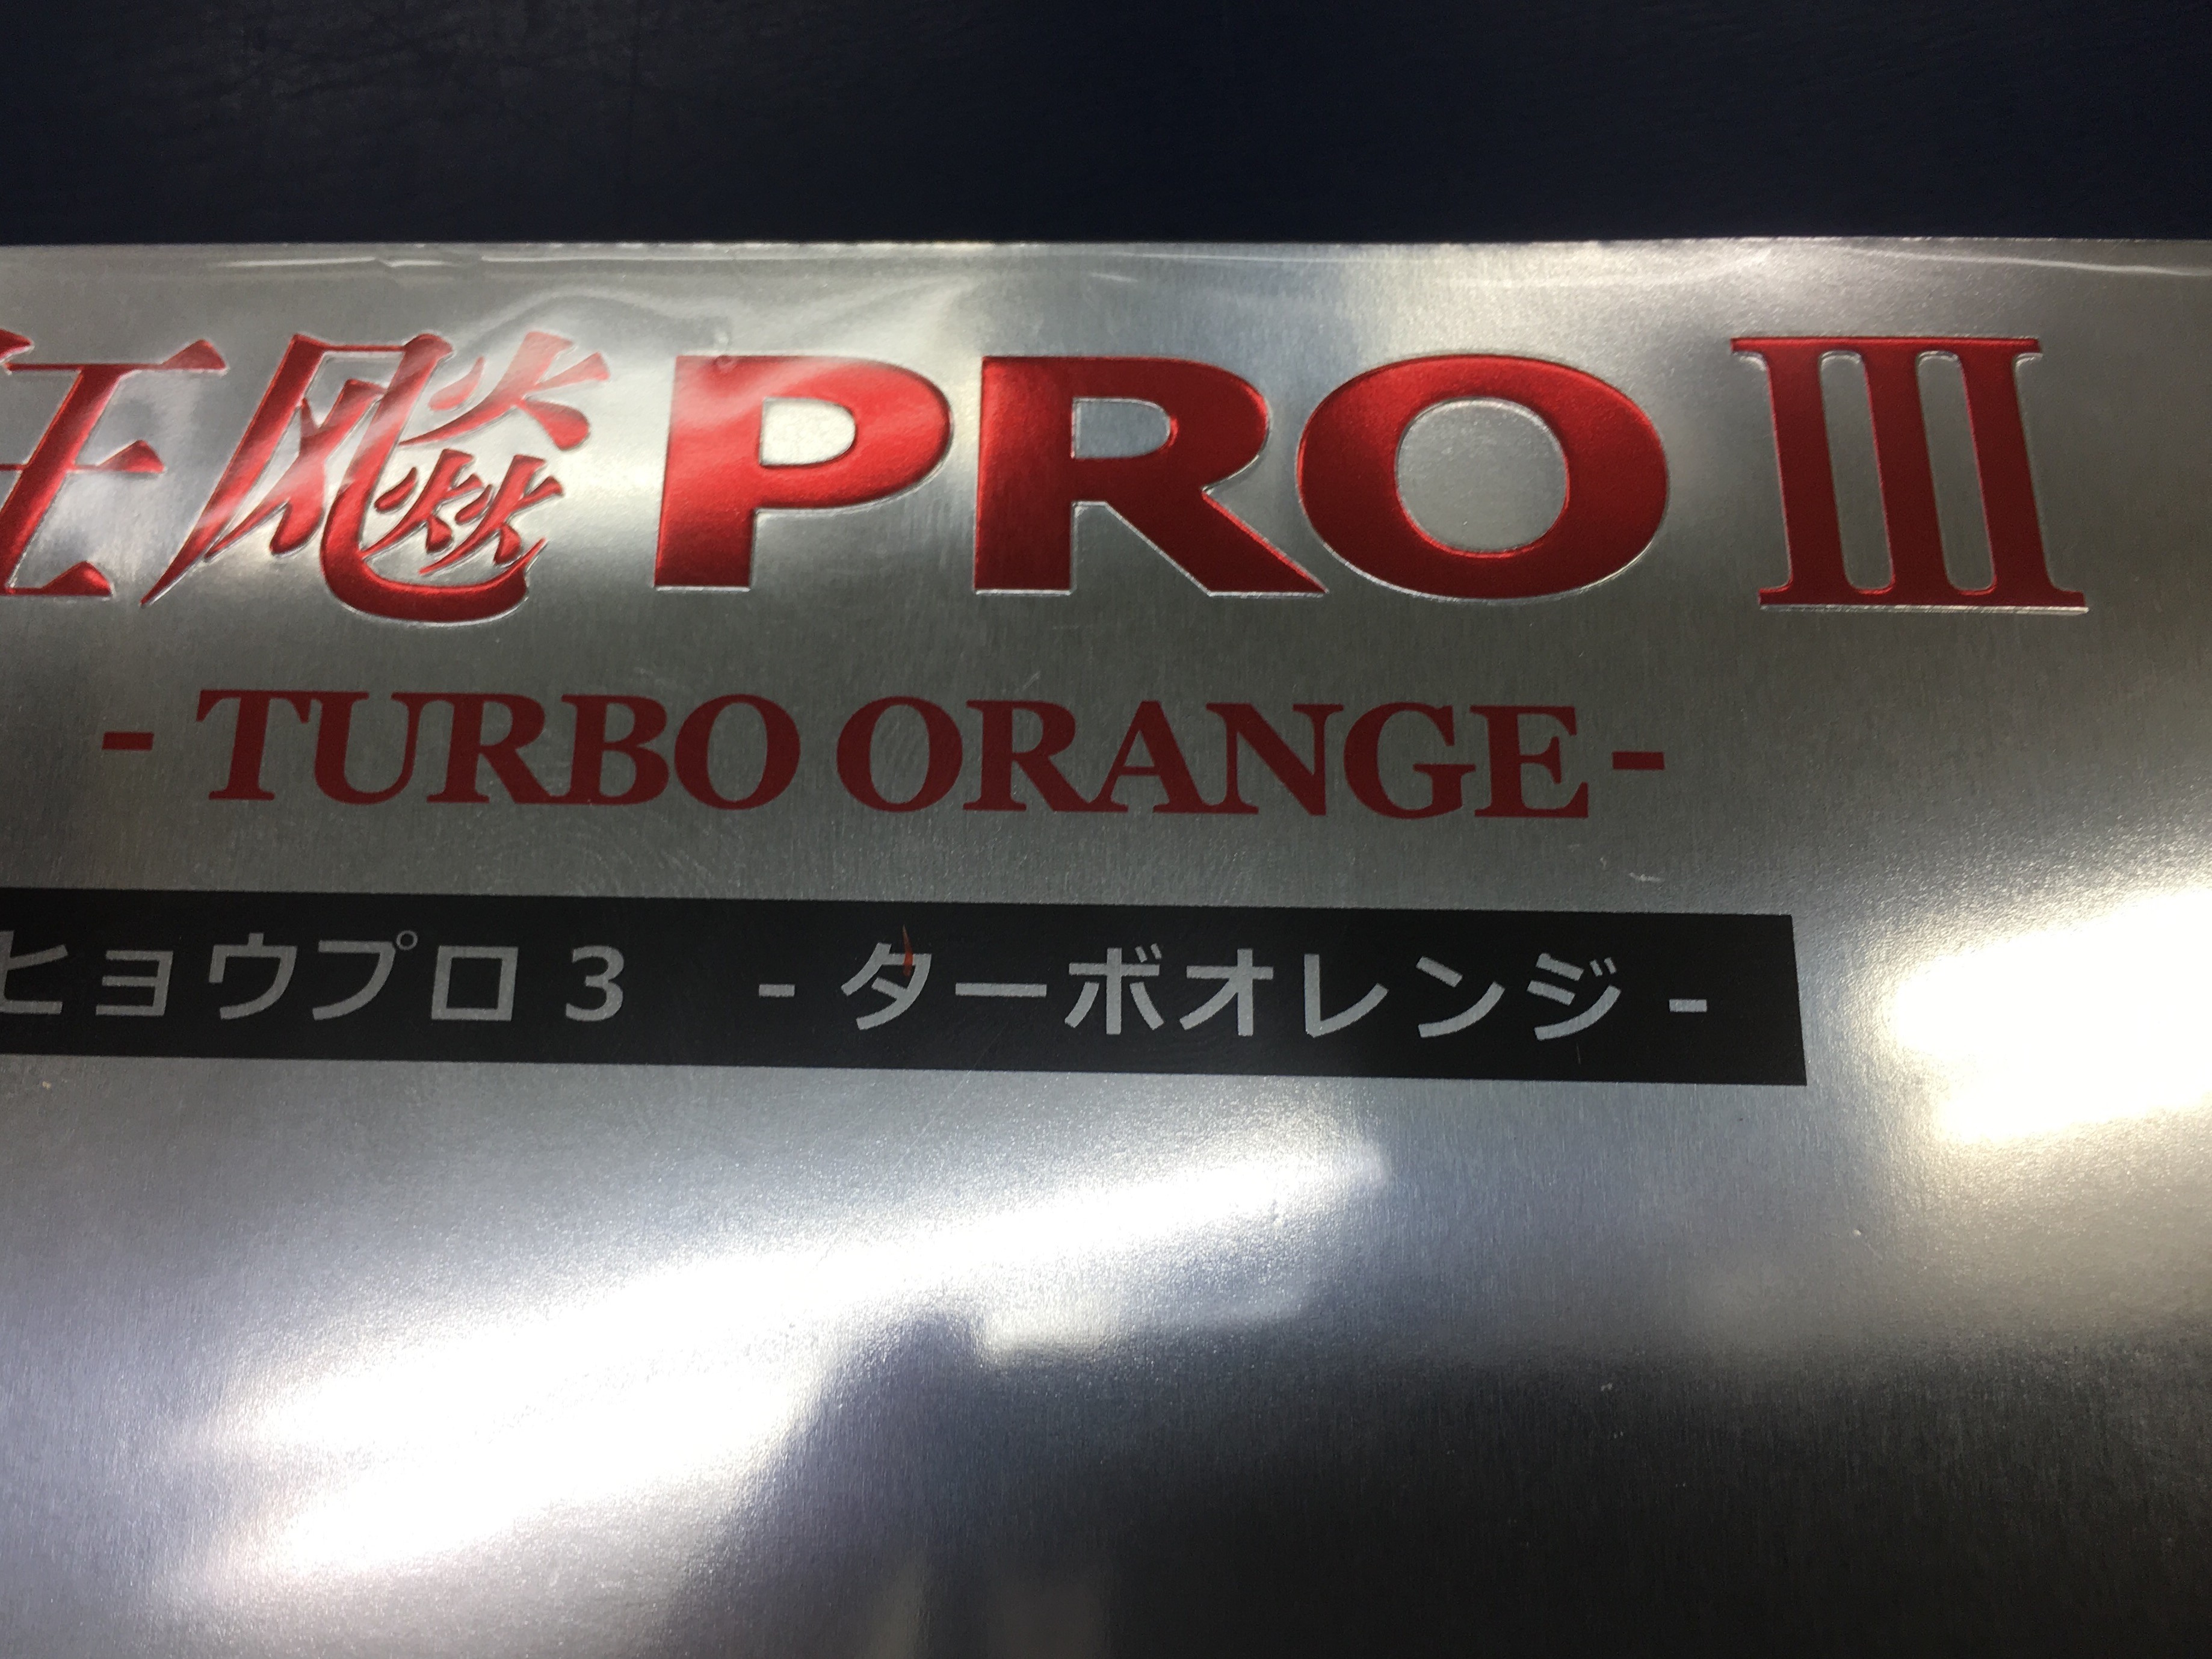 狂飚 PRO III
- TURBO ORANGE -
ヒョウプロ3 - ターボオレンジ -